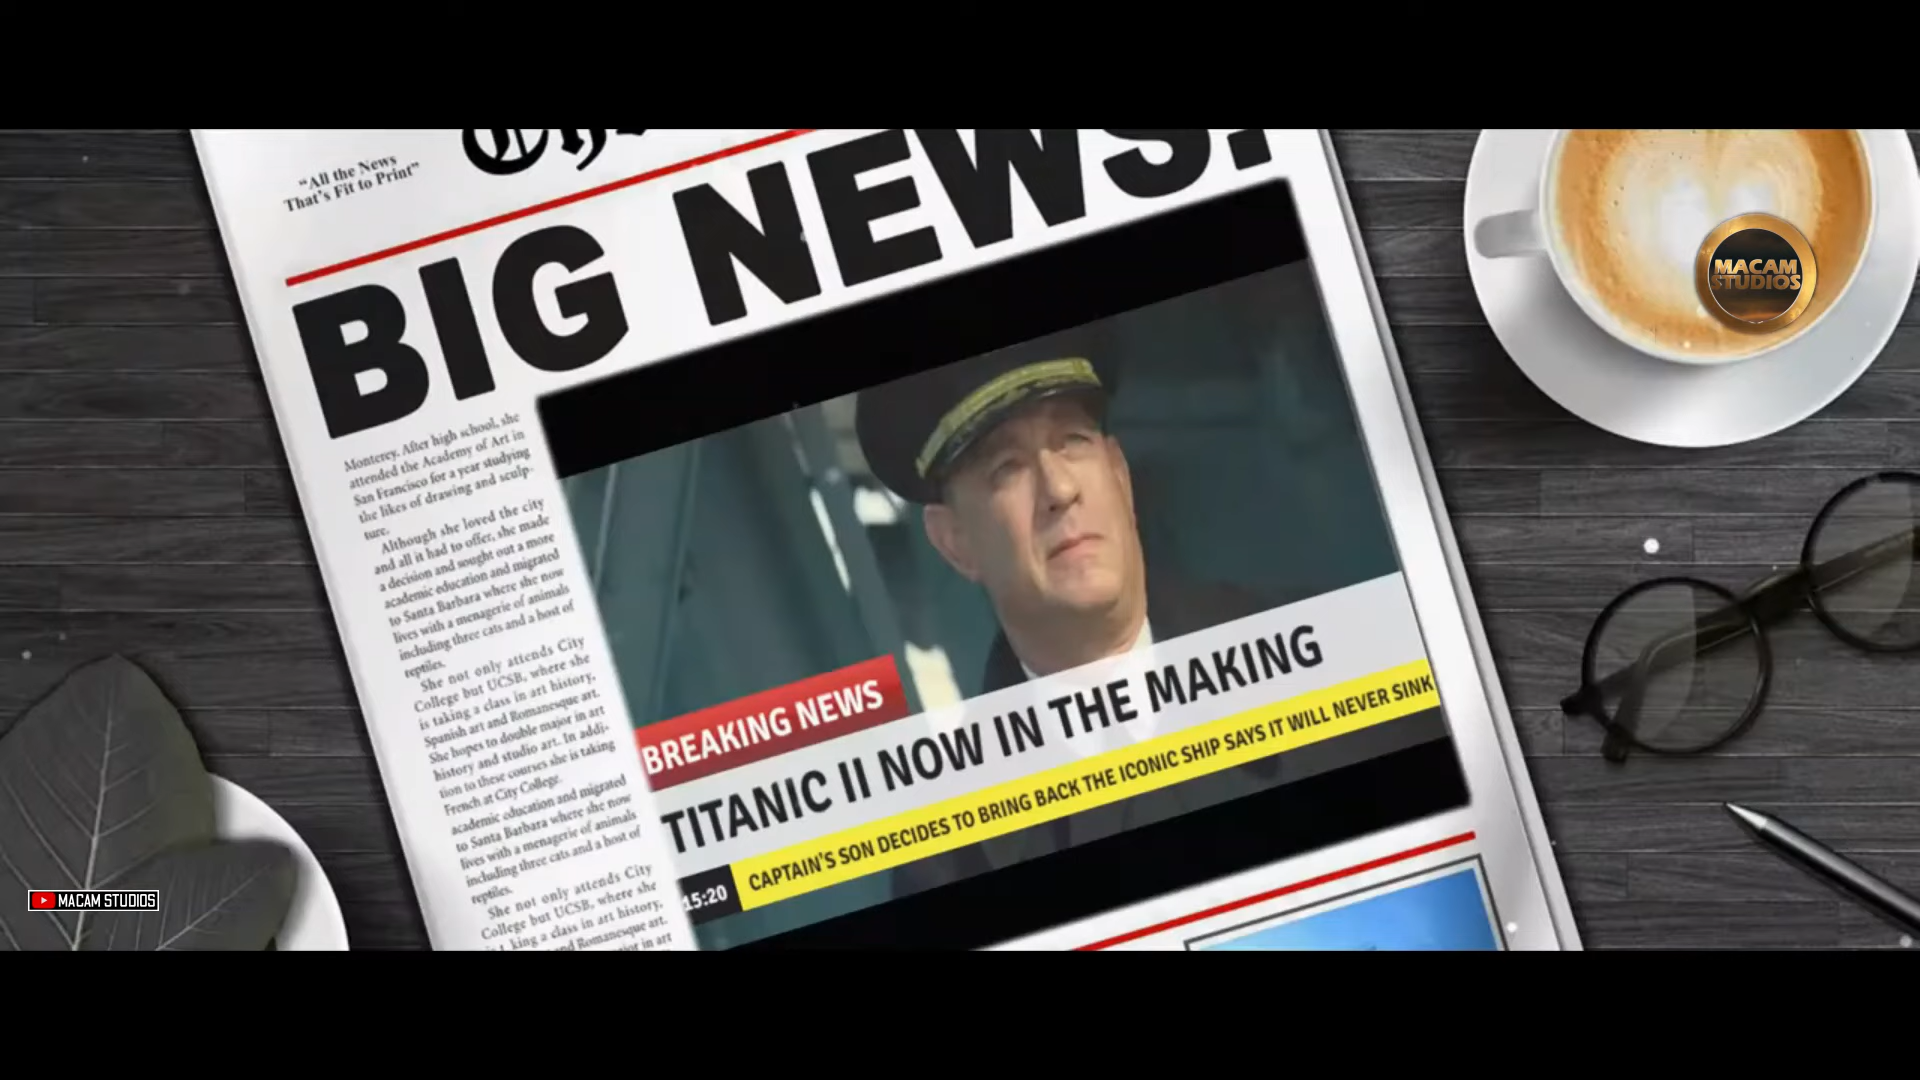 "All the News
That's Fit to Print"
The
BIG NEWS!
Monterey. After high school, she
attended the Academy of Art in
San Francisco for a year studying
the likes of drawing and sculp-
ture.
Although she loved the city
and all it had to offer, she made
a decision and sought out a more
academic education and migrated
to Santa Barbara where she now
lives with a menagerie of animals
including three cats and a host of
reptiles.
She not only attends City
College but UCSB, where she
is taking a class in art history,
Spanish art and Romanesque art.
She hopes to double major in art
history and studio art. In addi-
tion to these courses she is taking
French at City College.
academic education and migrated
to Santa Barbara where she now
lives with a menagerie of animals
including three cats and a host of
reptiles.
She not only attends City
College but UCSB, where she
king a class in art history,
and Romanesque art.
major in art
BREAKING NEWS
TITANIC II NOW IN THE MAKING
15:20 CAPTAIN'S SON DECIDES TO BRING BACK THE ICONIC SHIP SAYS IT WILL NEVER SINK
MACAM
STUDIOS
MACAM STUDIOS